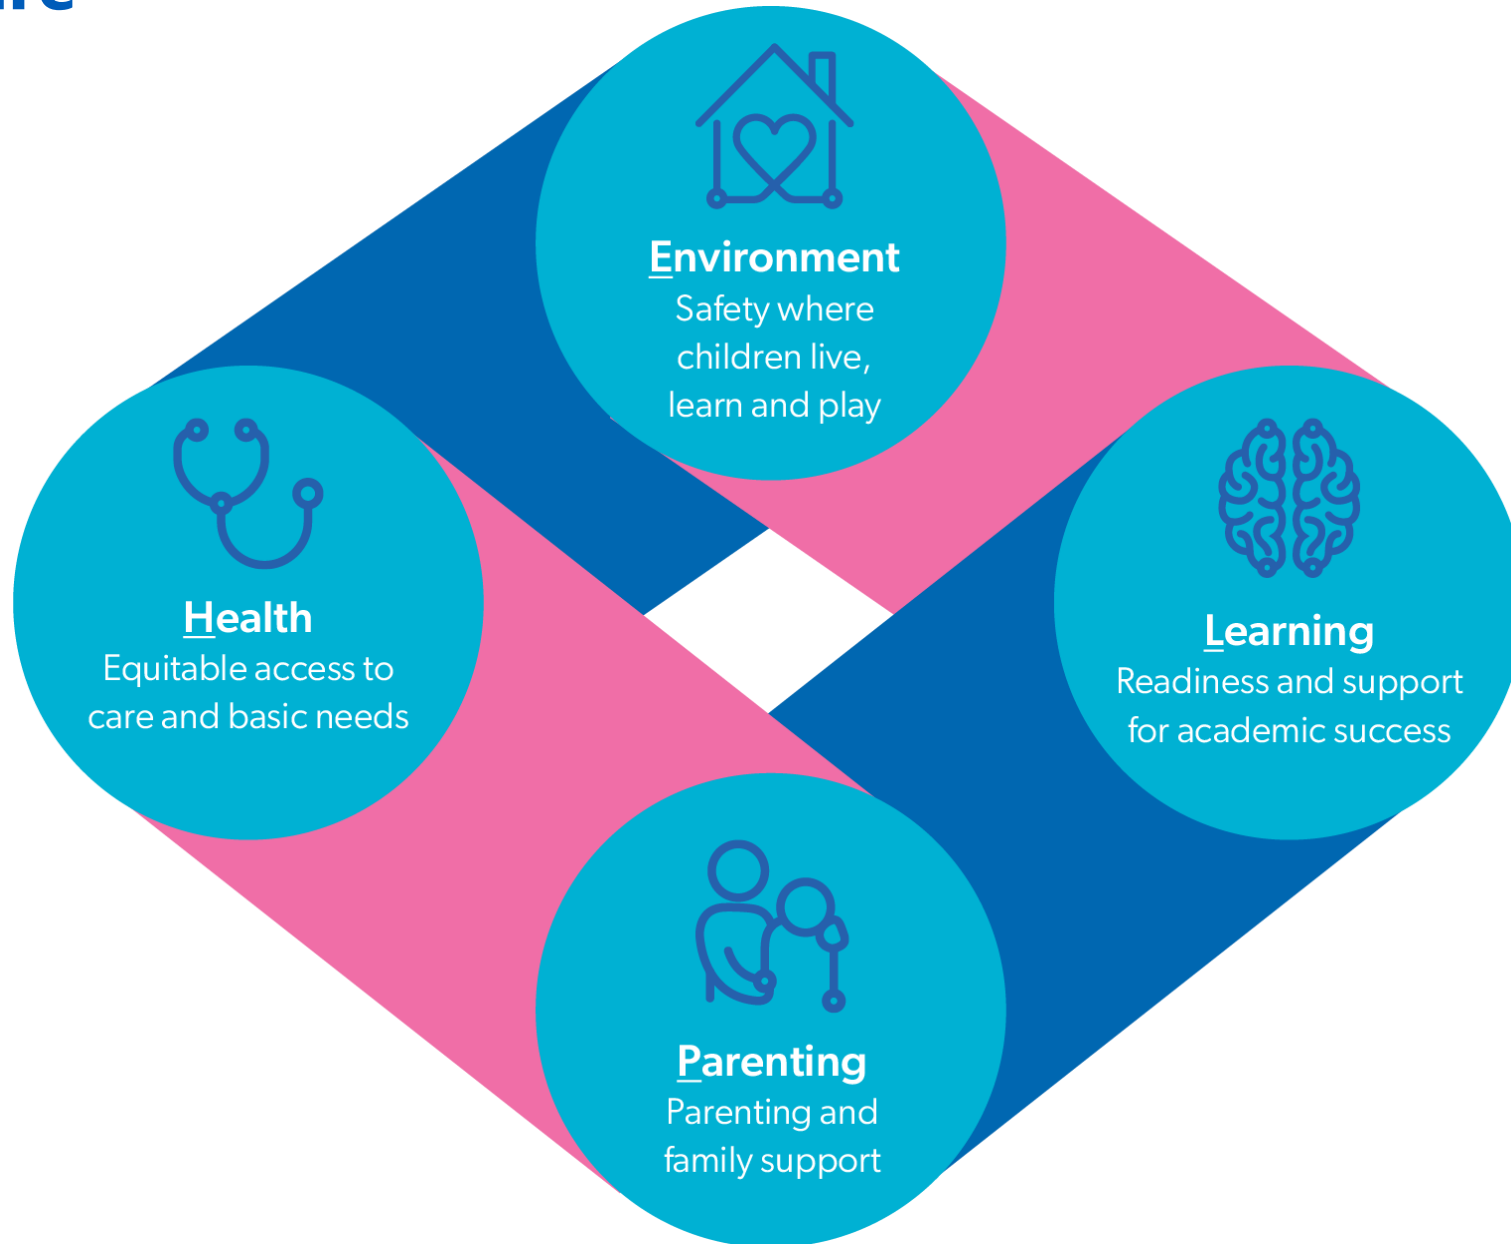 Environment
Safety where
children live,
learn and play
Health
Equitable access to
care and basic needs
Learning
Readiness and support
for academic success
Parenting
Parenting and
family support